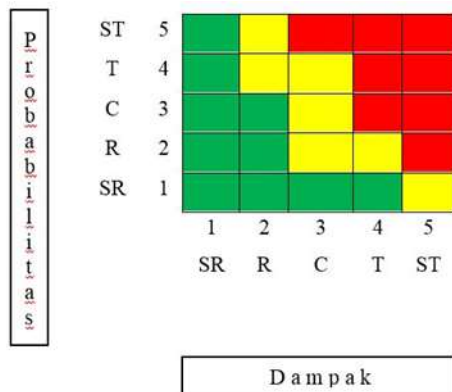 Probabilitas
ST 5
T 4
C 3
R 2
SR 1
1 2 3 4 5
SR R C T ST
Dampak